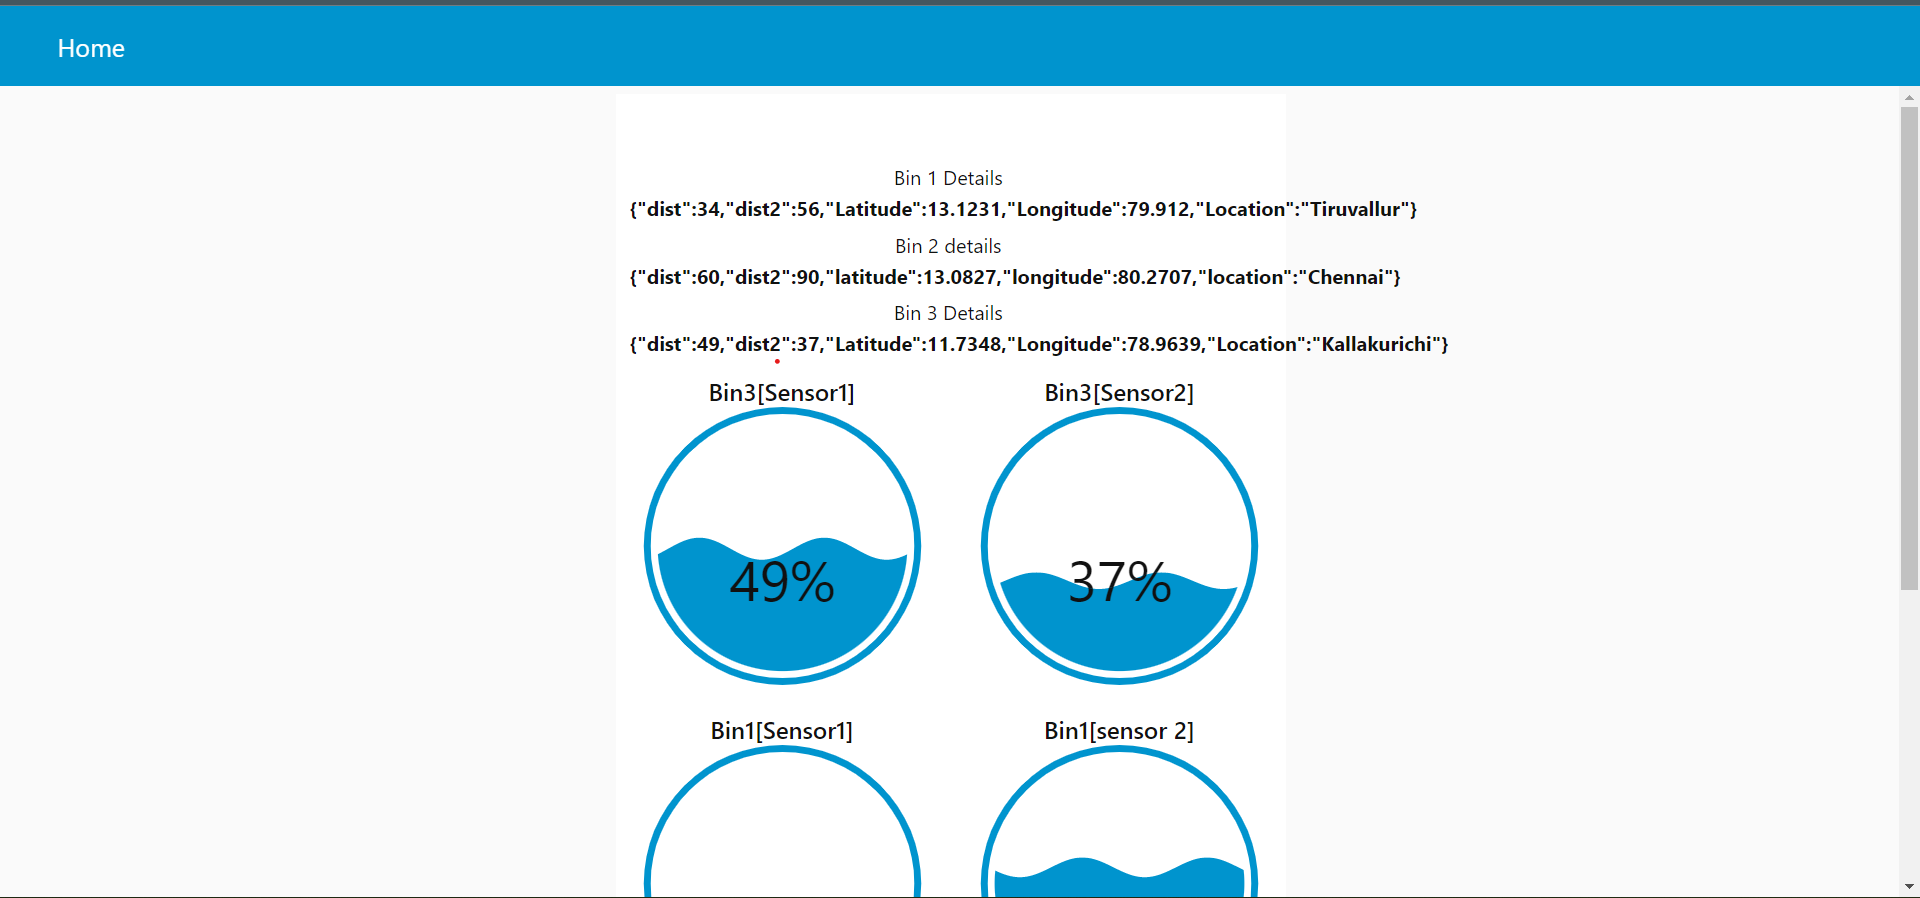 Home
Bin 1 Details
{"dist":34,"dist2":56,"Latitude":13.1231,"Longitude":79.912,"Location":"Tiruvallur"}
Bin 2 details
{"dist":60,"dist2":90,"latitude":13.0827,"longitude":80.2707,"location":"Chennai"}
Bin 3 Details
{"dist":49,"dist2":37,"Latitude":11.7348,"Longitude":78.9639,"Location":"Kallakurichi"}
Bin3[Sensor1]
Bin3[Sensor2]
49%
37%
Bin1[Sensor1]
Bin1[sensor 2]